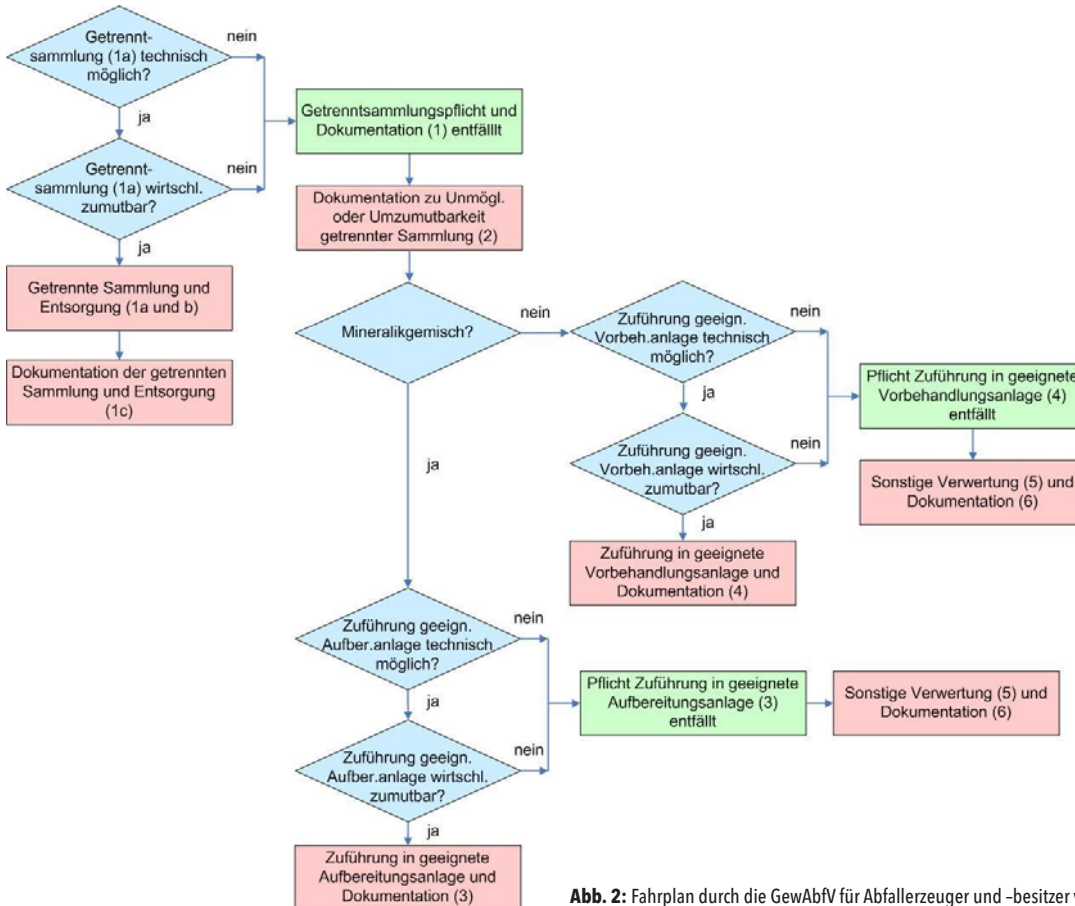 Getrennt-
sammlung (1a) technisch
möglich?
nein
ja
Getrennt-
sammlung (1a) wirtschl.
zumutbar?
nein
ja
Getrennte Sammlung und
Entsorgung (1a und b)
Dokumentation der getrennten
Sammlung und Entsorgung
(1c)
Getrenntsammlungspflicht und
Dokumentation (1) entfälllt
Dokumentation zu Unmögl.
oder Umzumutbarkeit
getrennter Sammlung (2)
Mineralikgemisch?
nein
ja
Zuführung geeign.
Vorbeh.anlage technisch
möglich?
nein
ja
Zuführung geeign.
Vorbeh.anlage wirtschl.
zumutbar?
nein
ja
Zuführung in geeignete
Vorbehandlungsanlage und
Dokumentation (4)
Pflicht Zuführung in geeignete
Vorbehandlungsanlage (4)
entfällt
Sonstige Verwertung (5) und
Dokumentation (6)
Zuführung geeign.
Aufber.anlage technisch
möglich?
nein
ja
Zuführung geeign.
Aufber.anlage wirtschl.
zumutbar?
nein
ja
Zuführung in geeignete
Aufbereitungsanlage und
Dokumentation (3)
Pflicht Zuführung in geeignete
Aufbereitungsanlage (3)
entfällt
Sonstige Verwertung (5) und
Dokumentation (6)
Abb. 2: Fahrplan durch die GewAbfV für Abfallerzeuger und –besitzer